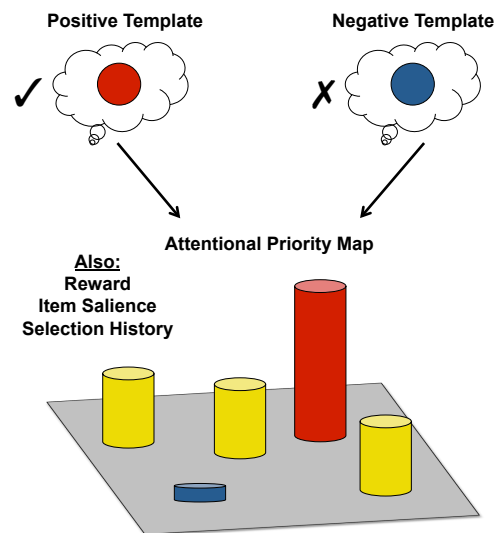 Positive Template
Negative Template
Attentional Priority Map
Also:
Reward
Item Salience
Selection History